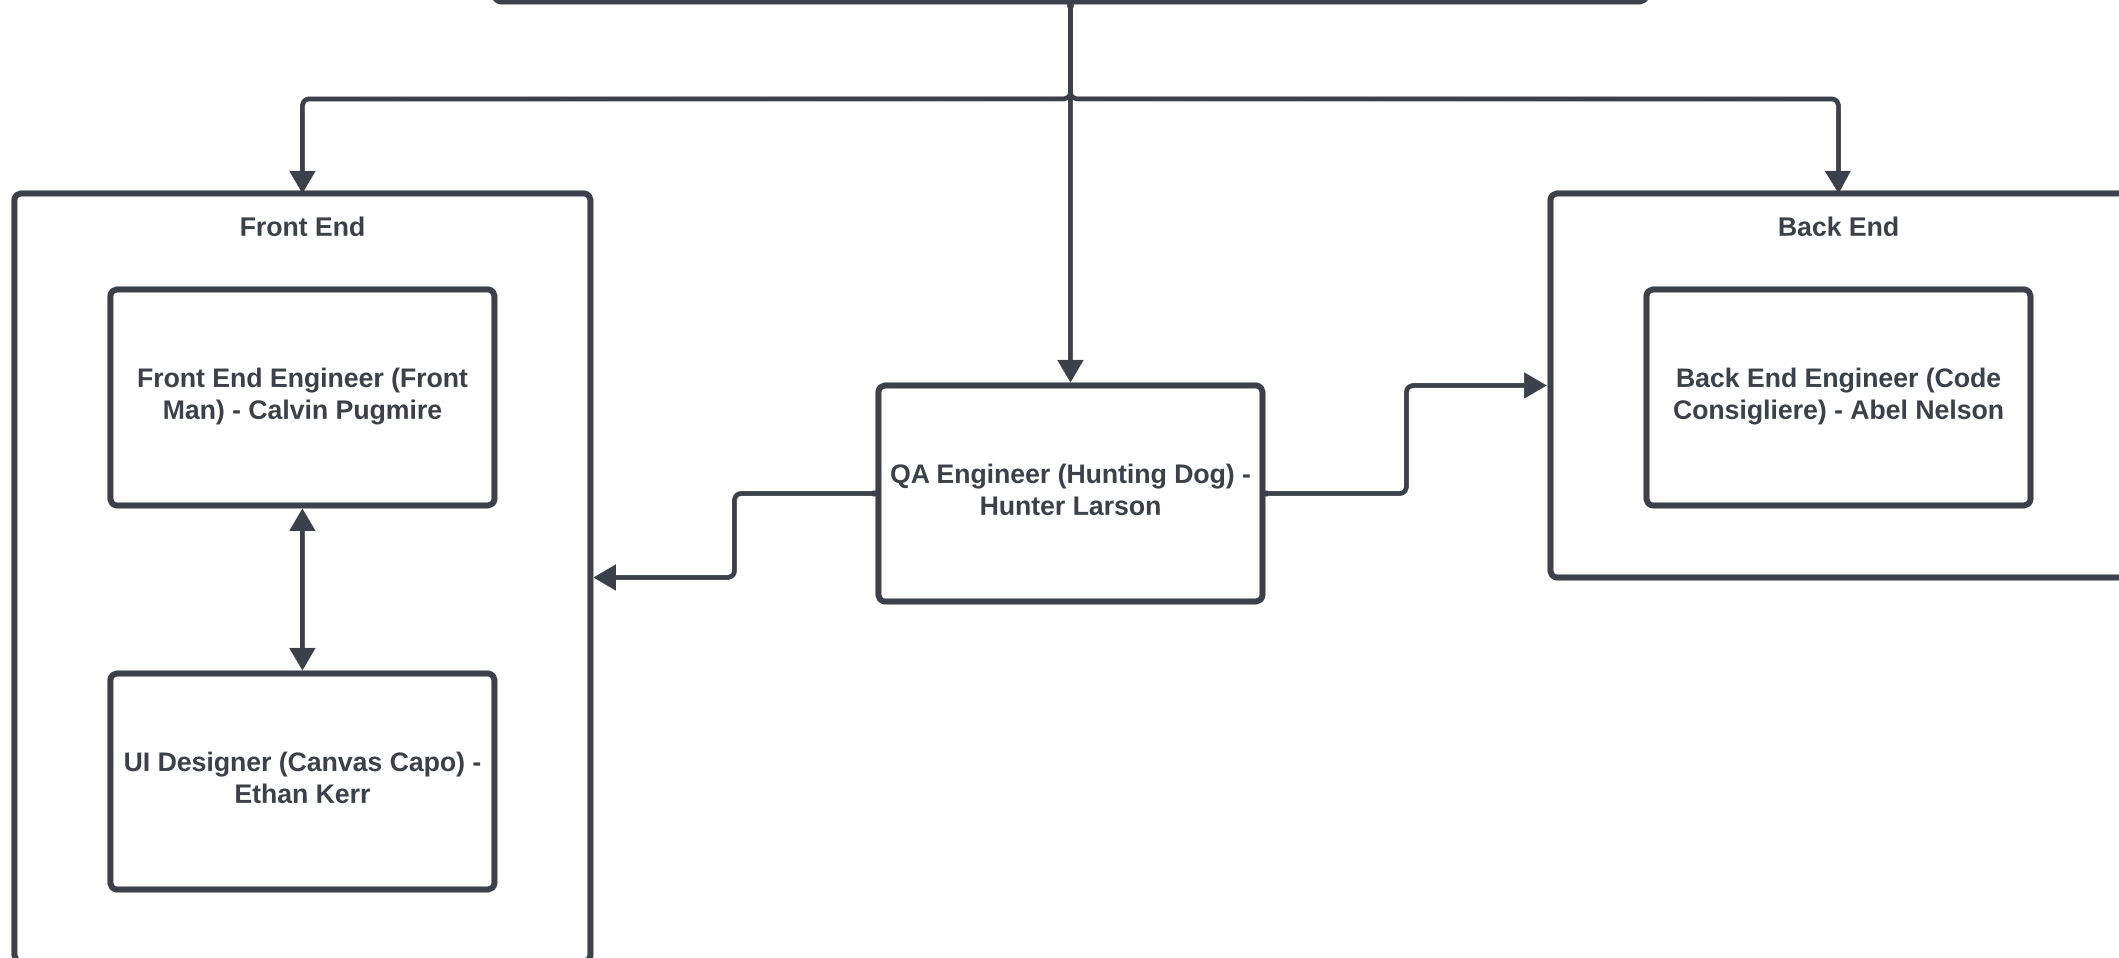 Front End
Back End
Front End Engineer (Front
Man) - Calvin Pugmire
Back End Engineer (Code
Consigliere) - Abel Nelson
QA Engineer (Hunting Dog) -
Hunter Larson
UI Designer (Canvas Capo) -
Ethan Kerr